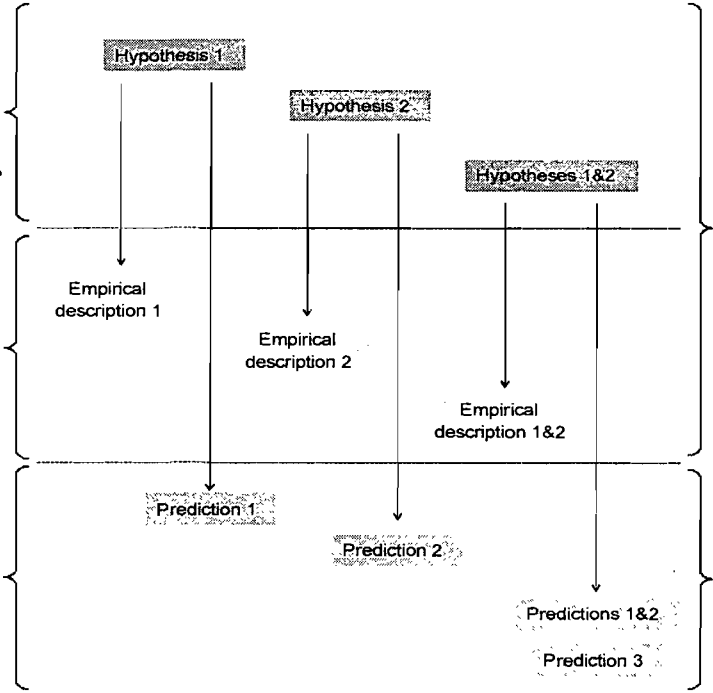 Hypothesis 1
Hypothesis 2
Hypotheses 1&2
Empirical
description 1
Empirical
description 2
Empirical
description 1&2
Prediction 1
Prediction 2
Predictions 1&2
Prediction 3